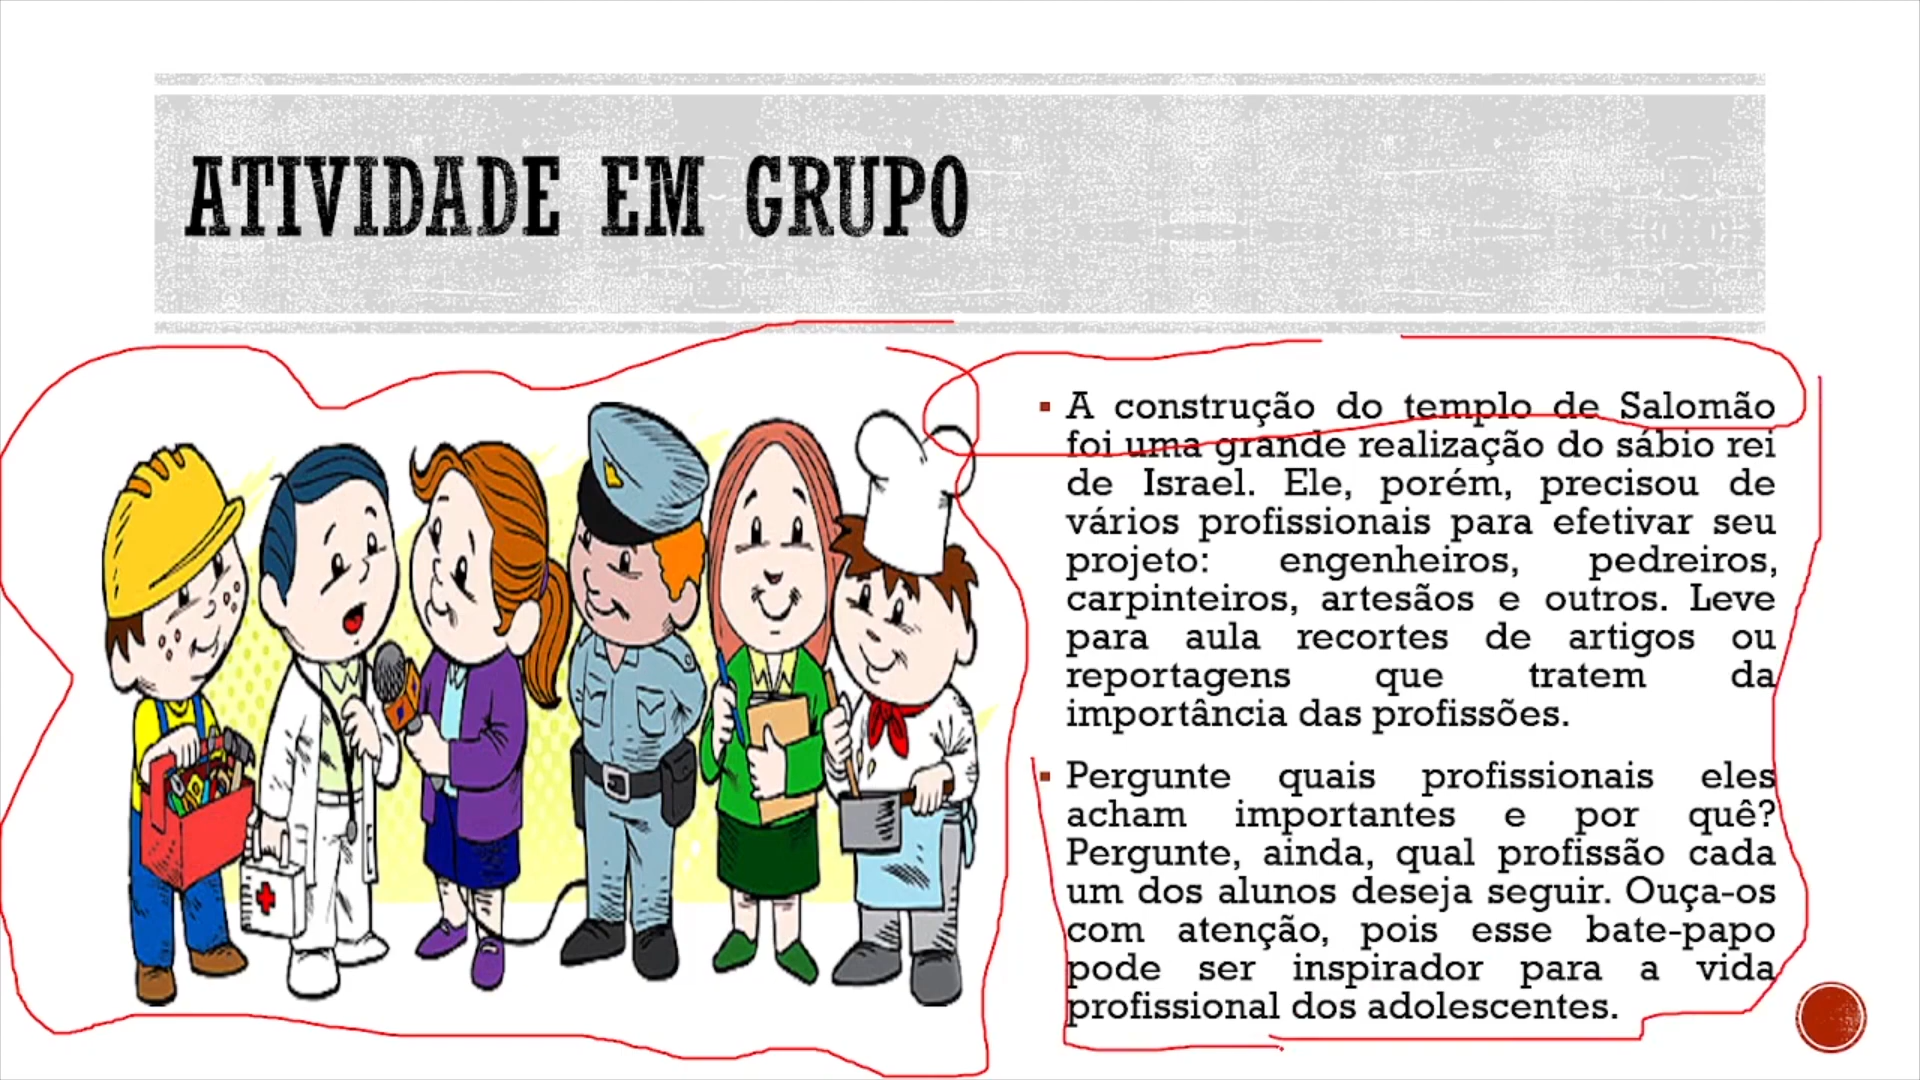 ATIVIDADE EM GRUPO
A construção do templo de Salomão
foi uma grande realização do sábio rei
de Israel. Ele, porém, precisou de
vários profissionais para efetivar seu
projeto: engenheiros, pedreiros,
carpinteiros, artesãos e outros. Leve
para aula recortes de artigos ou
reportagens que tratem da
importância das profissões.
Pergunte quais profissionais eles
acham importantes e por quê?
Pergunte, ainda, qual profissão cada
um dos alunos deseja seguir. Ouça-os
com atenção, pois esse bate-papo
pode ser inspirador para a vida
profissional dos adolescentes.